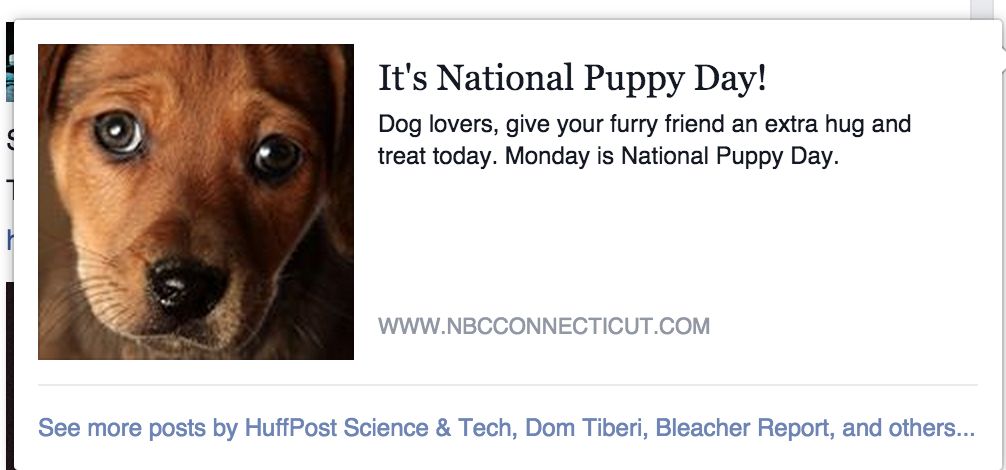 It's National Puppy Day!
Dog lovers, give your furry friend an extra hug and
treat today. Monday is National Puppy Day.
WWW.NBCCONNECTICUT.COM
See more posts by HuffPost Science & Tech, Dom Tiberi, Bleacher Report, and others...